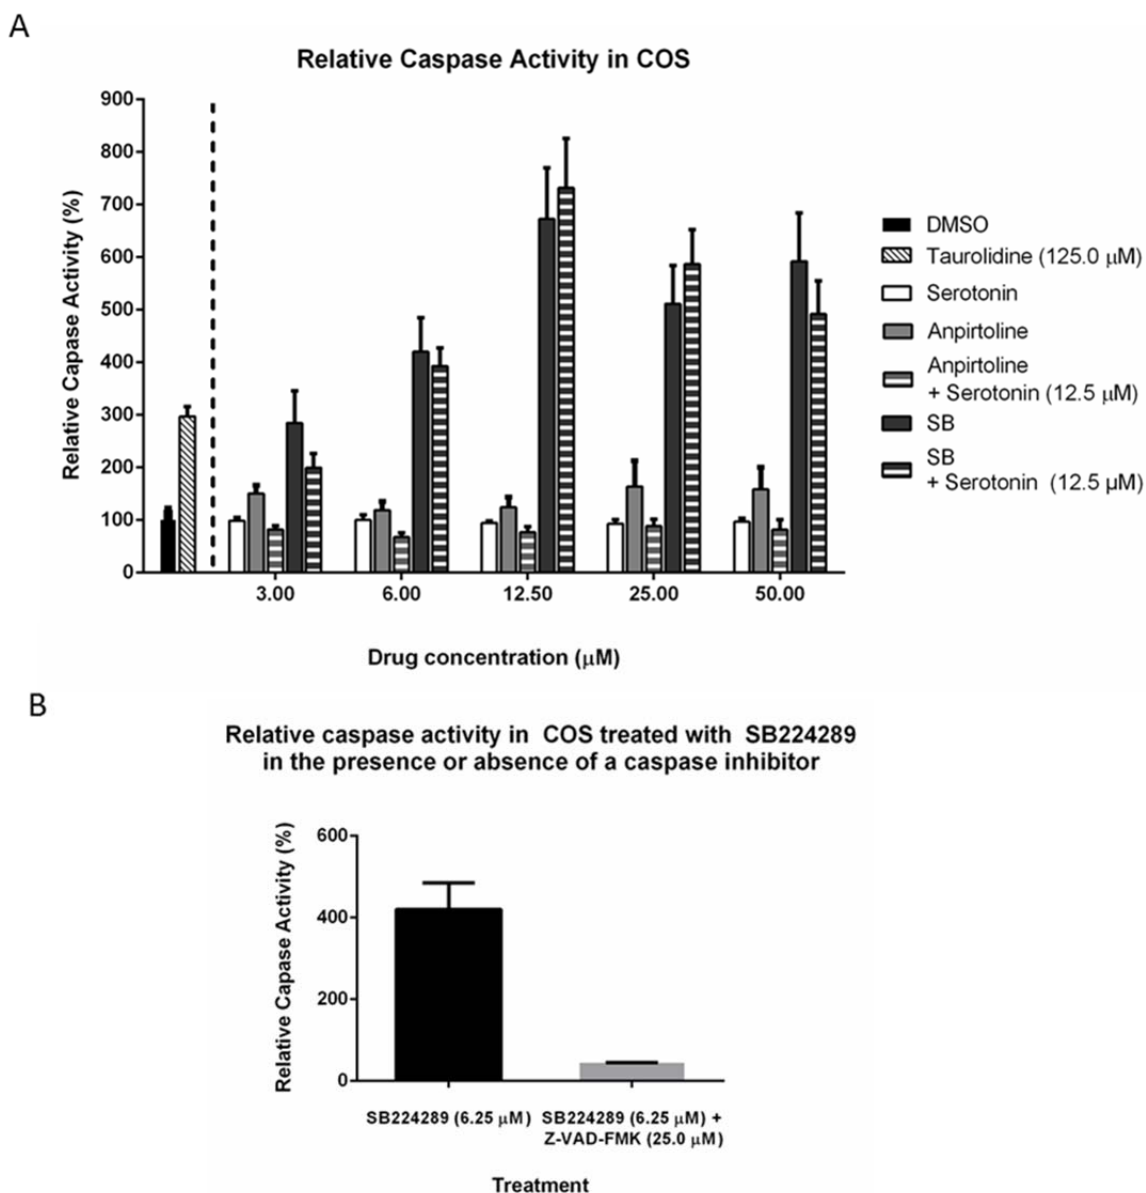 A
Relative Caspase Activity in COS
Relative Capase Activity (%)
900
800
700
600
500
400
300
200
100
0
3.00 6.00 12.50 25.00 50.00
Drug concentration (μM)
DMSO
Taurolidine (125.0 μM)
Serotonin
Anpirtoline
Anpirtoline
+ Serotonin (12.5 μM)
SB
SB
+ Serotonin (12.5 μM)
B
Relative caspase activity in COS treated with SB224289
in the presence or absence of a caspase inhibitor
Relative Capase Activity (%)
600
400
200
0
SB224289 (6.25 μM) SB224289 (6.25 μM) +
Z-VAD-FMK (25.0 μM)
Treatment